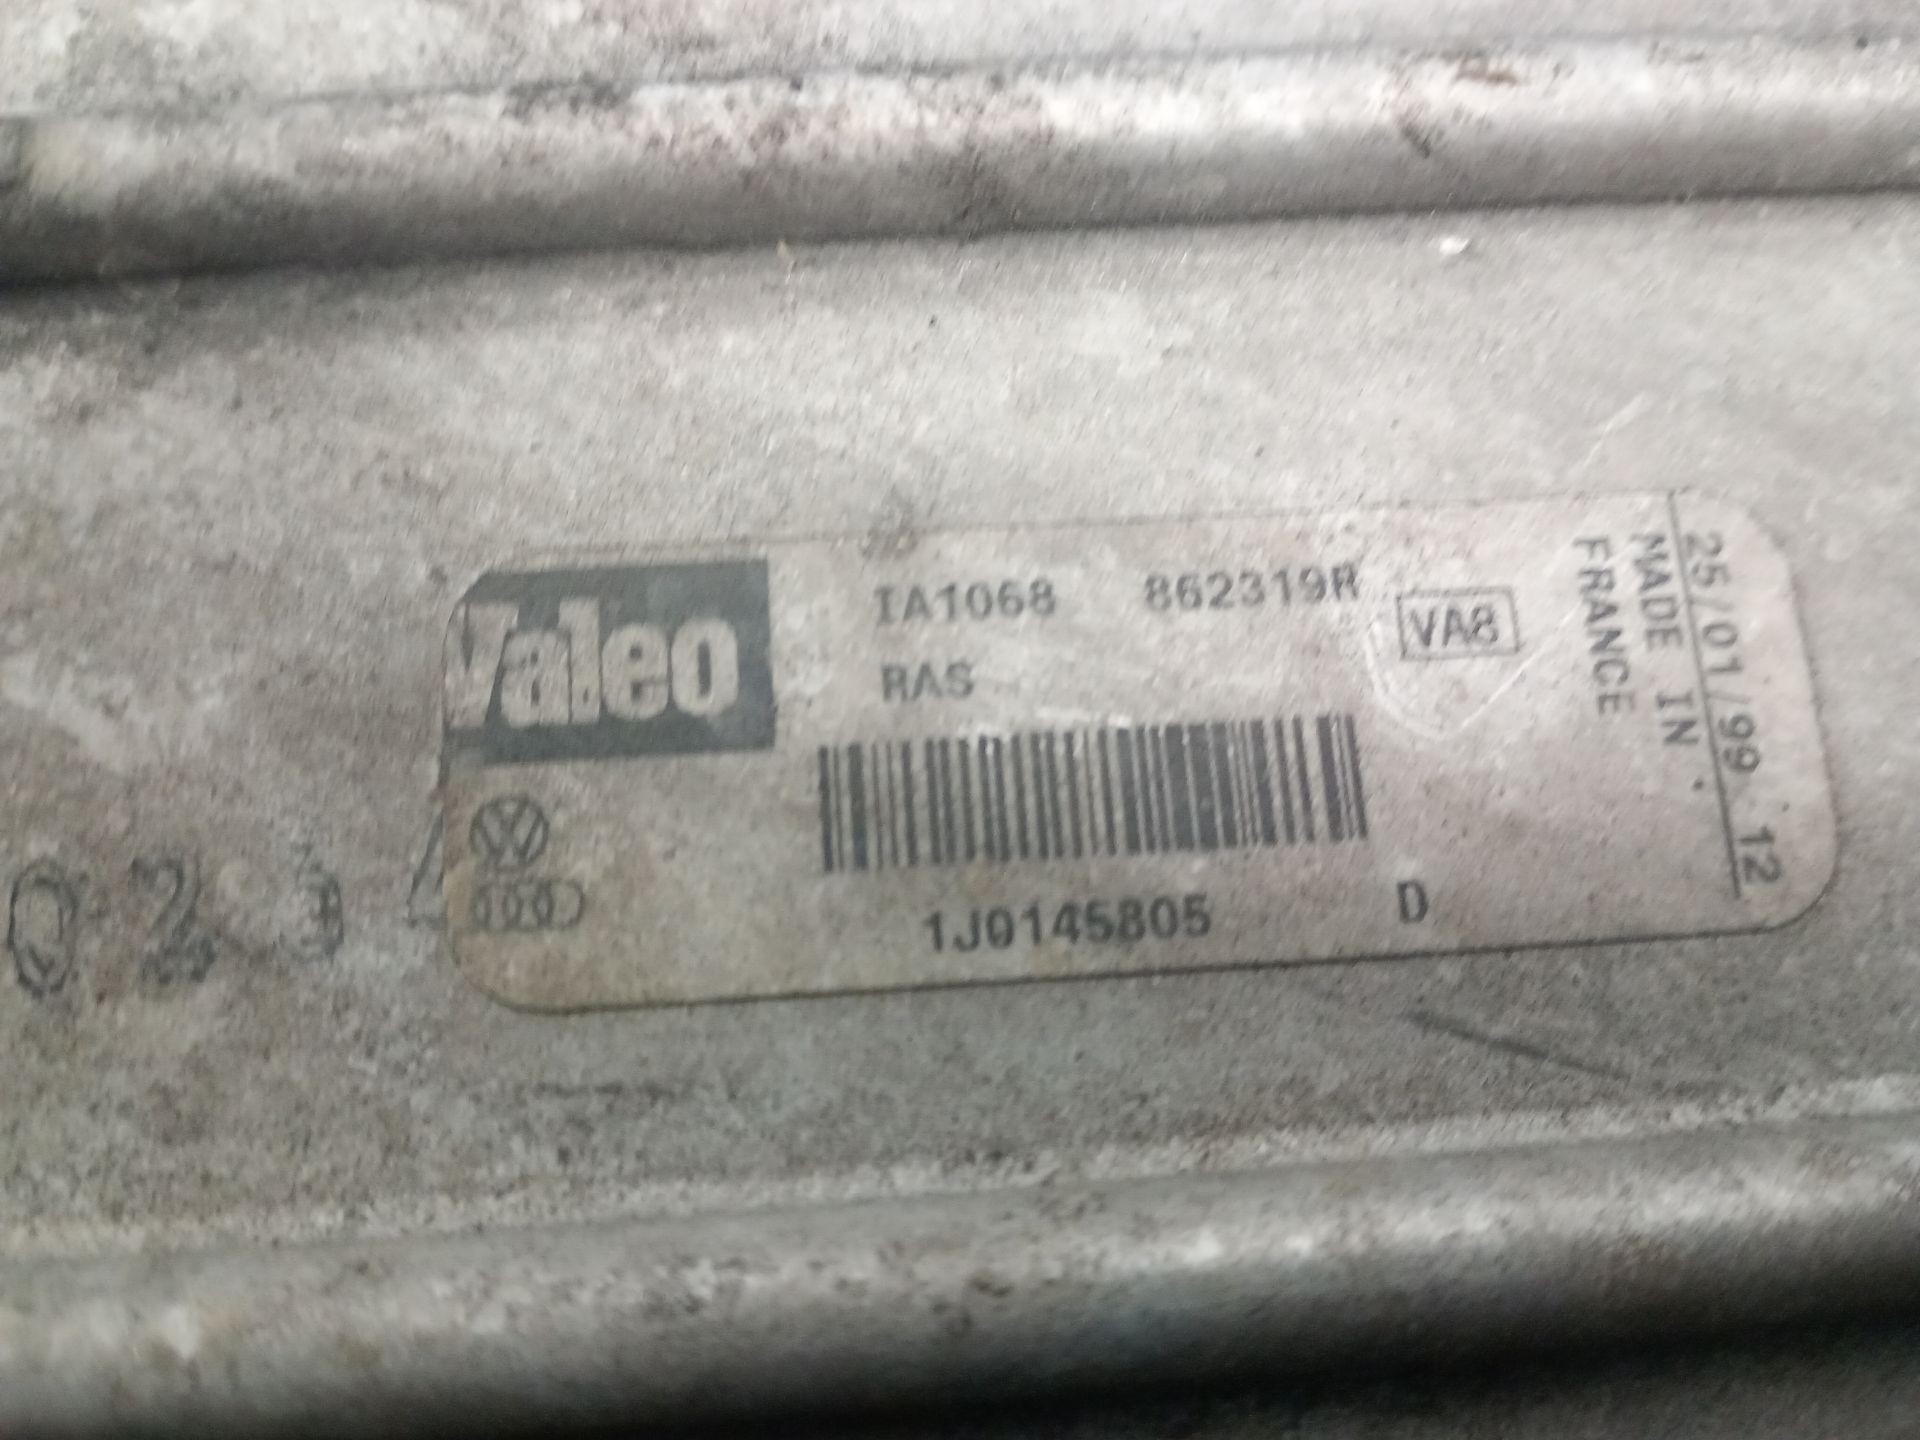 Valeo
IA1068 862319R
RAS
VA8
1J0145805 D
25/01/99 12
MADE IN
FRANCE